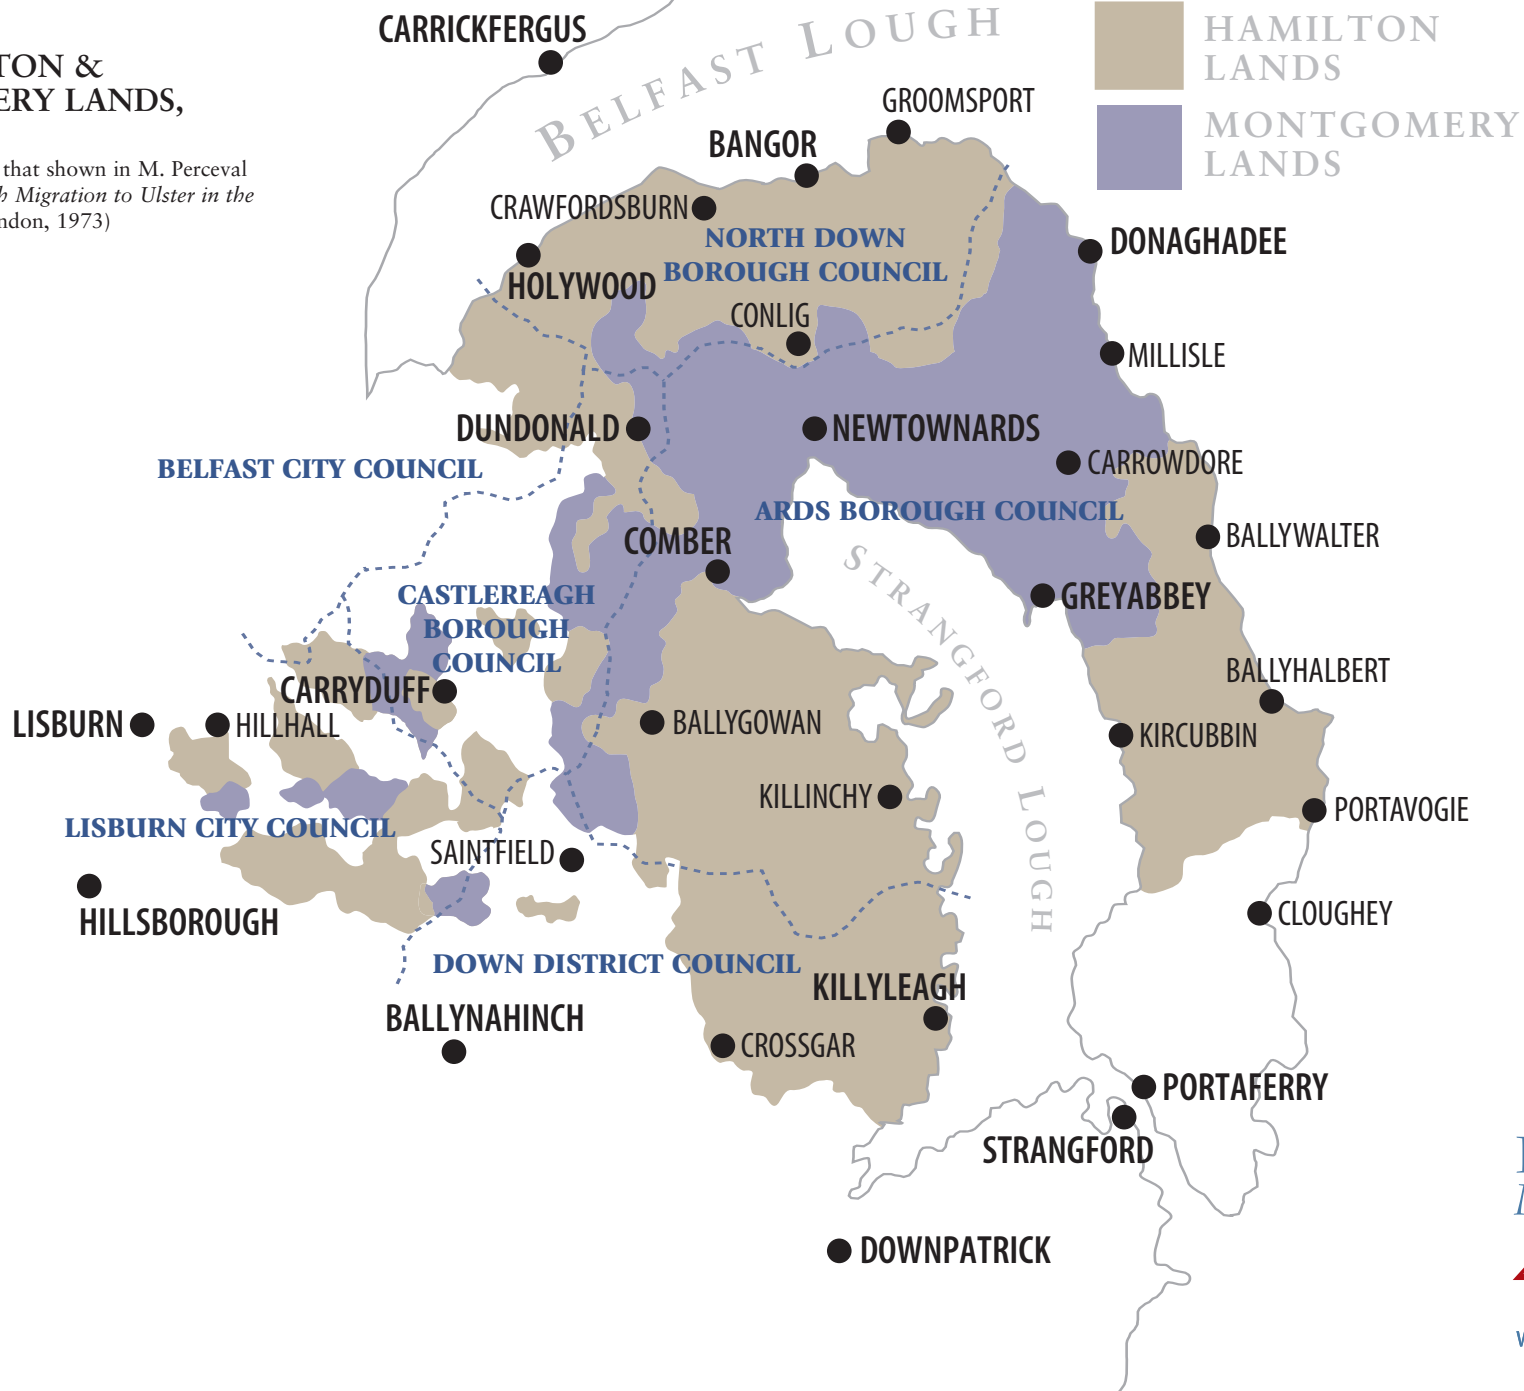 TON &
ERY LANDS,
that shown in M. Perceval
h Migration to Ulster in the
ndon, 1973)
HAMILTON
LANDS
MONTGOMERY
LANDS
BELFAST LOUGH
CARRICKFERGUS
GROOMSPORT
BANGOR
CRAWFORDSBURN
NORTH DOWN
BOROUGH COUNCIL
DONAGHADEE
HOLYWOOD
CONLIG
MILLISLE
DUNDONALD
NEWTOWNARDS
CARROWDORE
BELFAST CITY COUNCIL
ARDS BOROUGH COUNCIL
COMBER
BALLYWALTER
STRANGFORD LOUGH
CASTLEREAGH
BOROUGH
COUNCIL
GREYABBEY
CARRYDUFF
BALLYHALBERT
LISBURN
HILLHALL
BALLYGOWAN
KIRCUBBIN
KILLINCHY
PORTAVOGIE
LISBURN CITY COUNCIL
SAINTFIELD
HILLSBOROUGH
CLOUGHEY
DOWN DISTRICT COUNCIL
KILLYLEAGH
BALLYNAHINCH
CROSSGAR
PORTAFERRY
STRANGFORD
DOWNPATRICK